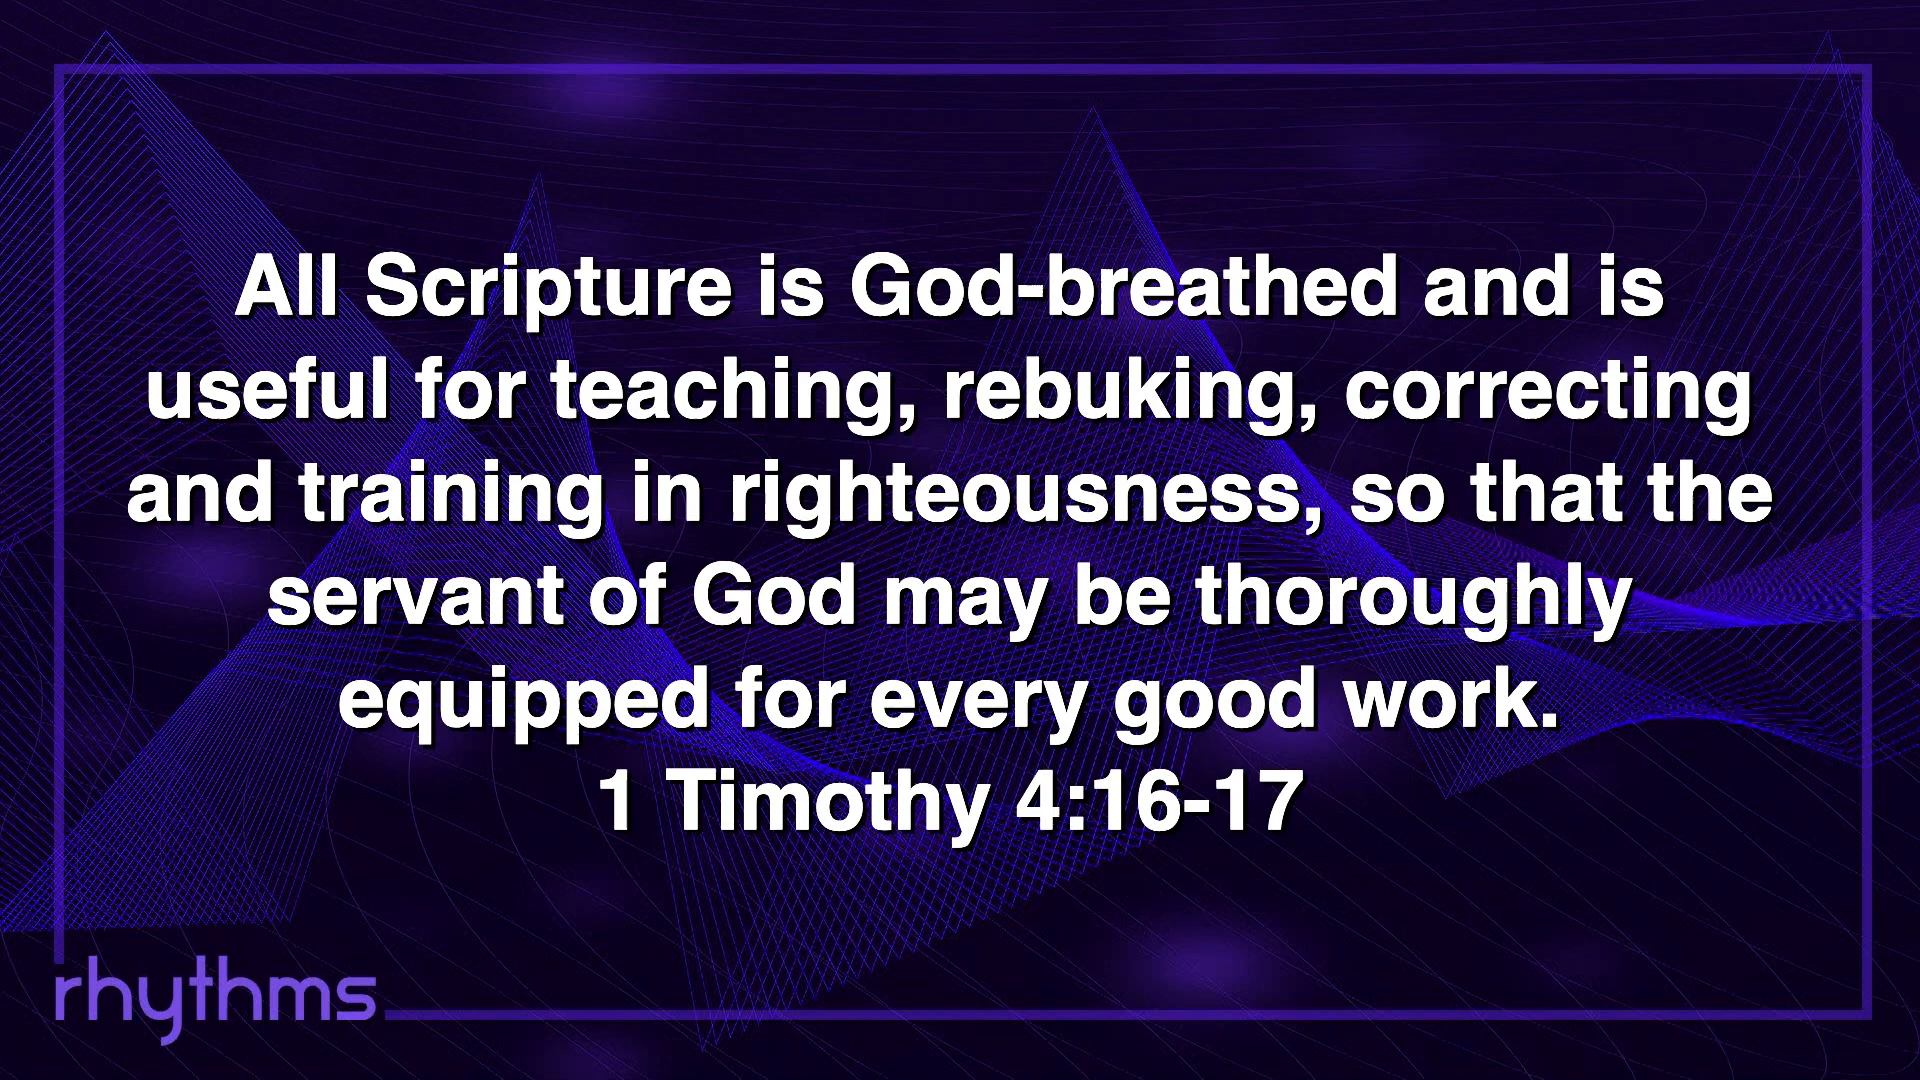 All Scripture is God-breathed and is
useful for teaching, rebuking, correcting
and training in righteousness, so that the
servant of God may be thoroughly
equipped for every good work.
1 Timothy 4:16-17
rhythms